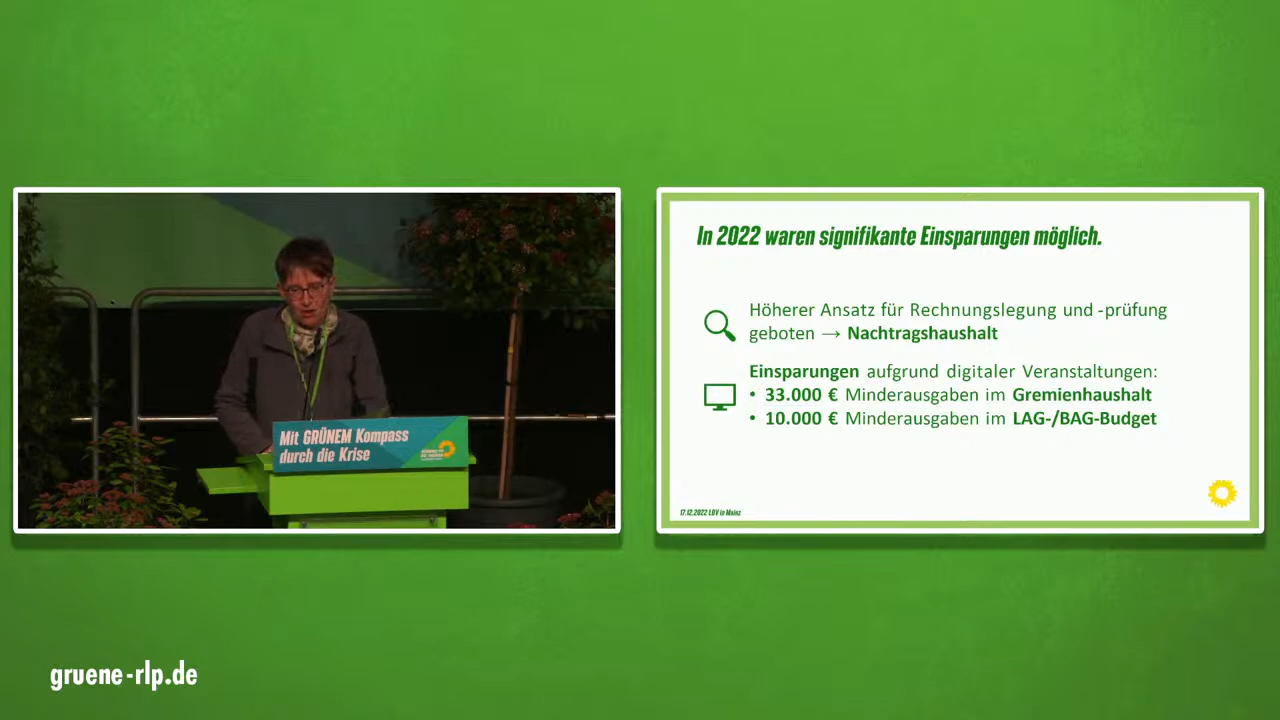 Mit GRÜNEM Kompass
durch die Krise
In 2022 waren signifikante Einsparungen möglich.
Höherer Ansatz für Rechnungslegung und -prüfung
geboten → Nachtragshaushalt
Einsparungen aufgrund digitaler Veranstaltungen:
• 33.000 € Minderausgaben im Gremienhaushalt
• 10.000 € Minderausgaben im LAG-/BAG-Budget
17.12.2022 LDV in Mainz
gruene-rlp.de